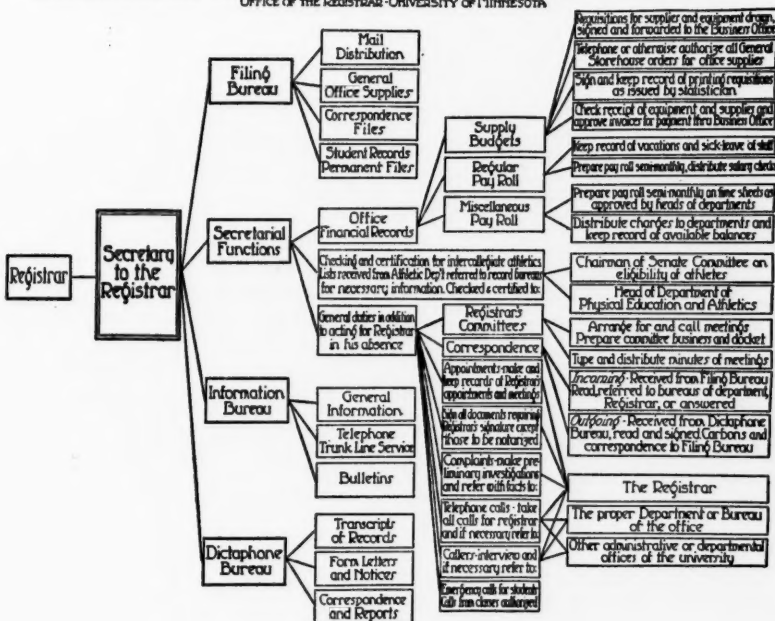 OFFICE OF THE REGISTRAR - UNIVERSITY OF MINNESOTA
Registrar
Secretary
to the
Registrar
Filing
Bureau
Mail
Distribution
General
Office Supplies
Correspondence
Files
Student Records
Permanent Files
Secretarial
Functions
Office
Financial Records
Supply
Budgets
Requisitions for supplies and equipment drawn,
signed and forwarded to the Business Office
Telephone or otherwise authorize all General
Storehouse orders for office supplier
Sign and keep record of printing requisitions
as issued by statistician
Check receipt of equipment and supplies and
approve invoices for payment thru Business Office
Regular
Pay Roll
Keep record of vacations and sick-leave of staff
Prepare pay roll semi-monthly, distribute salary checks
Miscellaneous
Pay Roll
Prepare pay roll semi-monthly on time sheets as
approved by heads of departments
Distribute charges to departments and
keep record of available balances
Checking and certification for intercollegiate athletics
Lists received from Athletic Dep't referred to record bureau
for necessary information. Checked & certified to:
Chairman of Senate Committee on
eligibility of athletes
Head of Department of
Physical Education and Athletics
General duties in addition
to acting for Registrar
in his absence
Registrar's
Committees
Arrange for and call meetings
Prepare committee business and docket
Type and distribute minutes of meetings
Correspondence
Incoming - Received from Filing Bureau
Read, referred to bureaus of department,
Registrar, or answered
Outgoing - Received from Dictaphone
Bureau, read and signed Carbons and
correspondence to Filing Bureau
Appointments - make and
keep records of Registrar's
appointments and meetings
Sign all documents requiring
Registrar's signature except
those to be notarized
Complaints - make pre-
liminary investigations
and refer with facts to:
Telephone calls - take
all calls for registrar
and if necessary refer to:
Callers - interview and
if necessary refer to:
Emergency calls for students
Calls from classes authorized
The Registrar
The proper Department or Bureau
of the office
Other administrative or departmental
offices of the university
Information
Bureau
General
Information
Telephone
Trunk Line Service
Bulletins
Dictaphone
Bureau
Transcripts
of Records
Form Letters
and Notices
Correspondence
and Reports